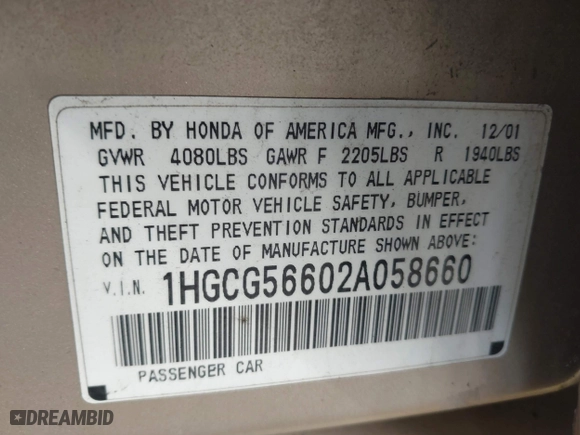 MFD. BY HONDA OF AMERICA MFG., INC. 12/01
GVWR 4080LBS GAWR F 2205LBS R 1940LBS
THIS VEHICLE CONFORMS TO ALL APPLICABLE
FEDERAL MOTOR VEHICLE SAFETY, BUMPER,
AND THEFT PREVENTION STANDARDS IN EFFECT
ON THE DATE OF MANUFACTURE SHOWN ABOVE:
V.I.N. 1HGCG56602A058660
PASSENGER CAR
DREAMBID